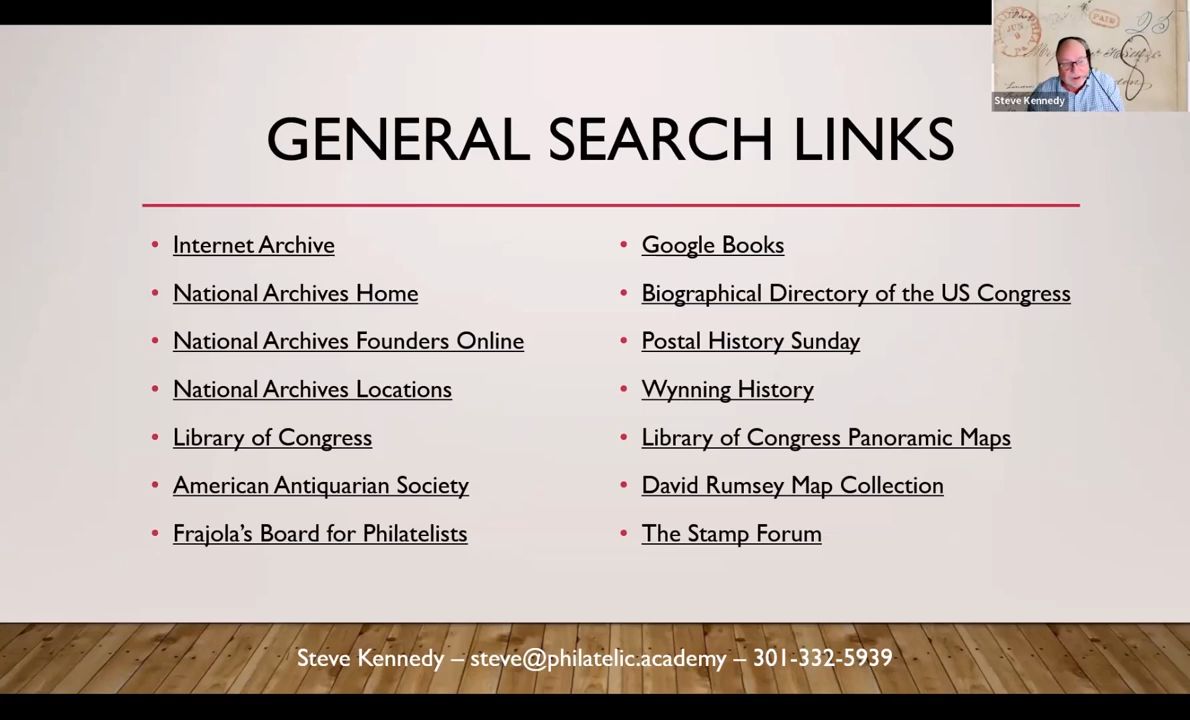 GENERAL SEARCH LINKS
Internet Archive
National Archives Home
National Archives Founders Online
National Archives Locations
Library of Congress
American Antiquarian Society
Frajola’s Board for Philatelists
Google Books
Biographical Directory of the US Congress
Postal History Sunday
Wynning History
Library of Congress Panoramic Maps
David Rumsey Map Collection
The Stamp Forum
Steve Kennedy – steve@philatelic.academy – 301-332-5939
PAID
JUN
9
Steve Kennedy